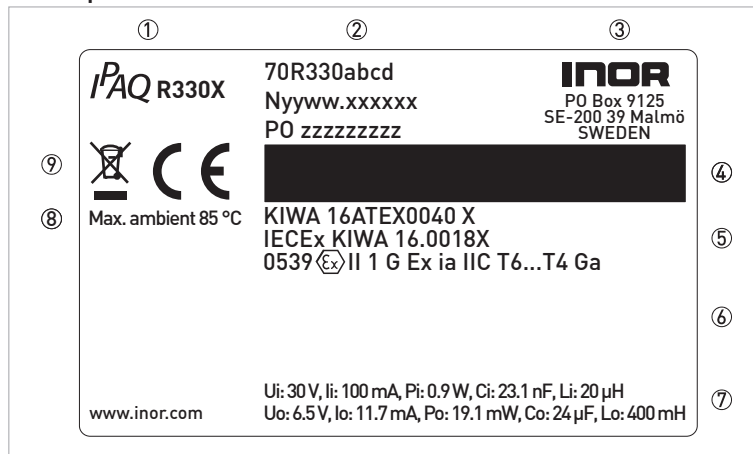 ① ② ③
IPAQ R330X
70R330abcd
Nyyww.xxxxxx
PO zzzzzzzzz
INOR
PO Box 9125
SE-200 39 Malmö
SWEDEN
⑨
CE
④
⑧
Max. ambient 85 °C
KIWA 16ATEX0040 X
IECEx KIWA 16.0018X
0539 Ex II 1 G Ex ia IIC T6...T4 Ga
⑤
⑥
www.inor.com
Ui: 30 V, Ii: 100 mA, Pi: 0.9 W, Ci: 23.1 nF, Li: 20 µH
Uo: 6.5 V, Io: 11.7 mA, Po: 19.1 mW, Co: 24 µF, Lo: 400 mH
⑦